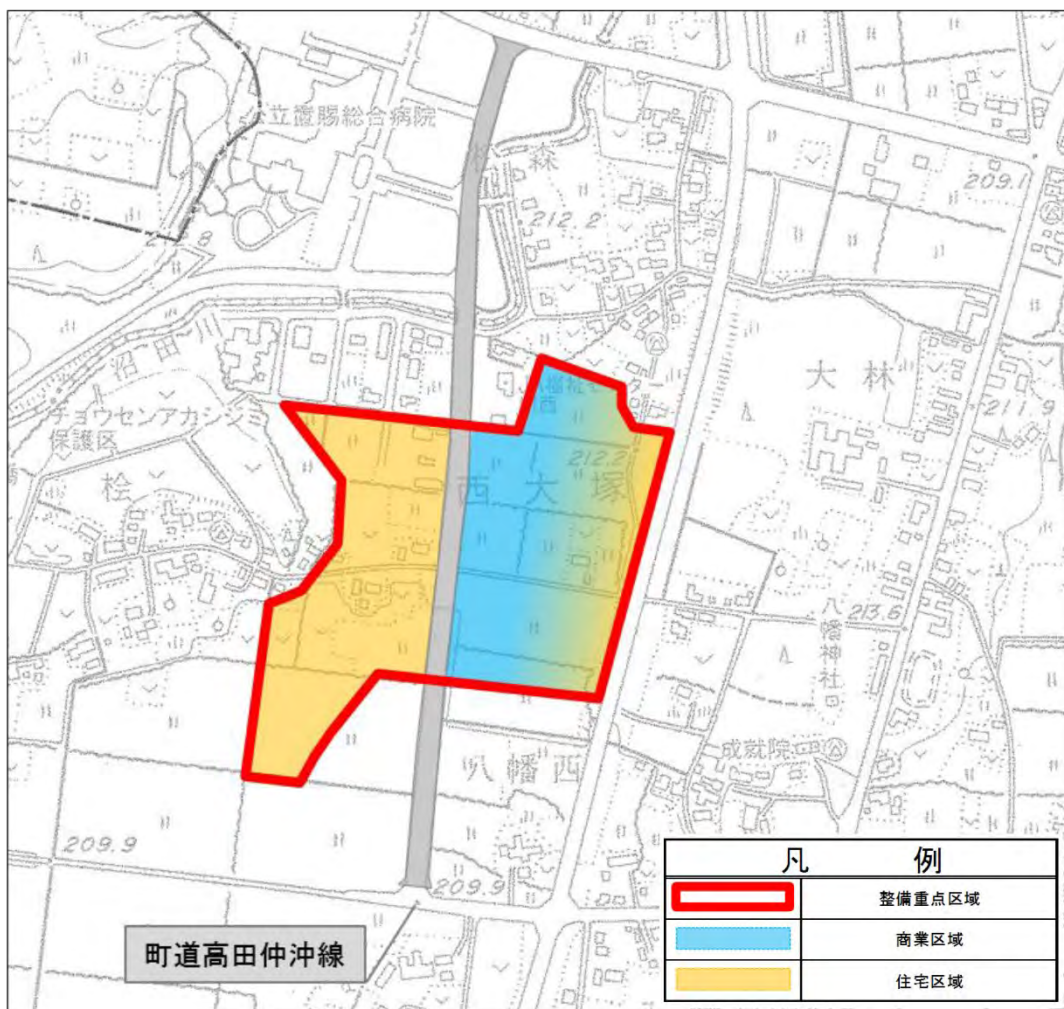 立置賜総合病院
森
212.2
209.1
212.8
沼田川
大林
チョウセンアカシジミ
保護区
211.9
桧
212.2
西大塚
八幡神社
213.6
成就院
八幡西
209.9
209.9
町道高田仲沖線
凡 例
整備重点区域
商業区域
住宅区域